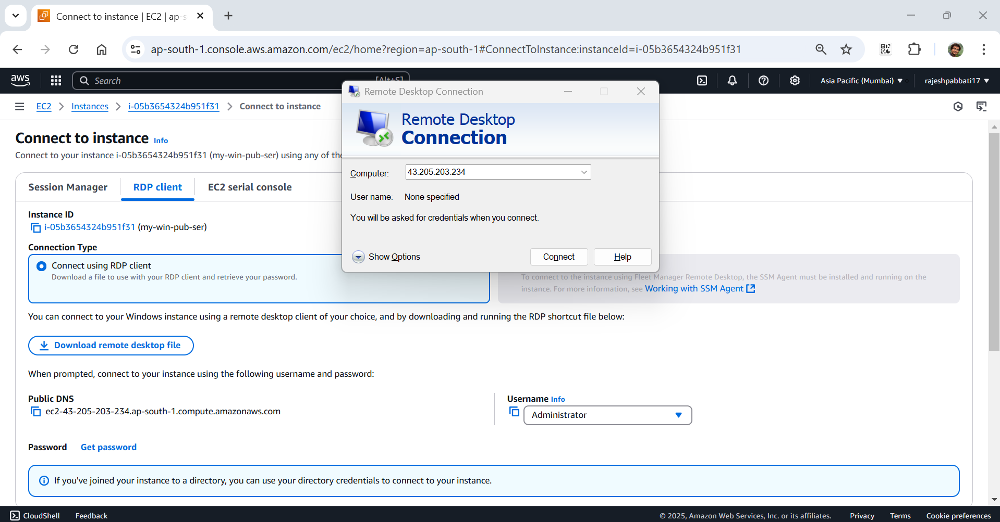 Connect to instance | EC2 | ap-s
ap-south-1.console.aws.amazon.com/ec2/home?region=ap-south-1#ConnectToInstance:instanceId=i-05b3654324b951f31
aws
Search
[Alt+S]
Asia Pacific (Mumbai)
rajeshpabbati17
EC2
Instances
i-05b3654324b951f31
Connect to instance
Connect to instance Info
Connect to your instance i-05b3654324b951f31 (my-win-pub-ser) using any of the
Remote Desktop Connection
Remote Desktop
Connection
Computer: 43.205.203.234
User name: None specified
You will be asked for credentials when you connect.
Show Options
Connect
Help
Session Manager
RDP client
EC2 serial console
Instance ID
i-05b3654324b951f31 (my-win-pub-ser)
Connection Type
Connect using RDP client
Download a file to use with your RDP client and retrieve your password.
To connect to the instance using Fleet Manager Remote Desktop, the SSM Agent must be installed and running on the
instance. For more information, see Working with SSM Agent
You can connect to your Windows instance using a remote desktop client of your choice, and by downloading and running the RDP shortcut file below:
Download remote desktop file
When prompted, connect to your instance using the following username and password:
Public DNS
ec2-43-205-203-234.ap-south-1.compute.amazonaws.com
Username Info
Administrator
Password Get password
If you've joined your instance to a directory, you can use your directory credentials to connect to your instance.
CloudShell
Feedback
© 2025, Amazon Web Services, Inc. or its affiliates.
Privacy
Terms
Cookie preferences